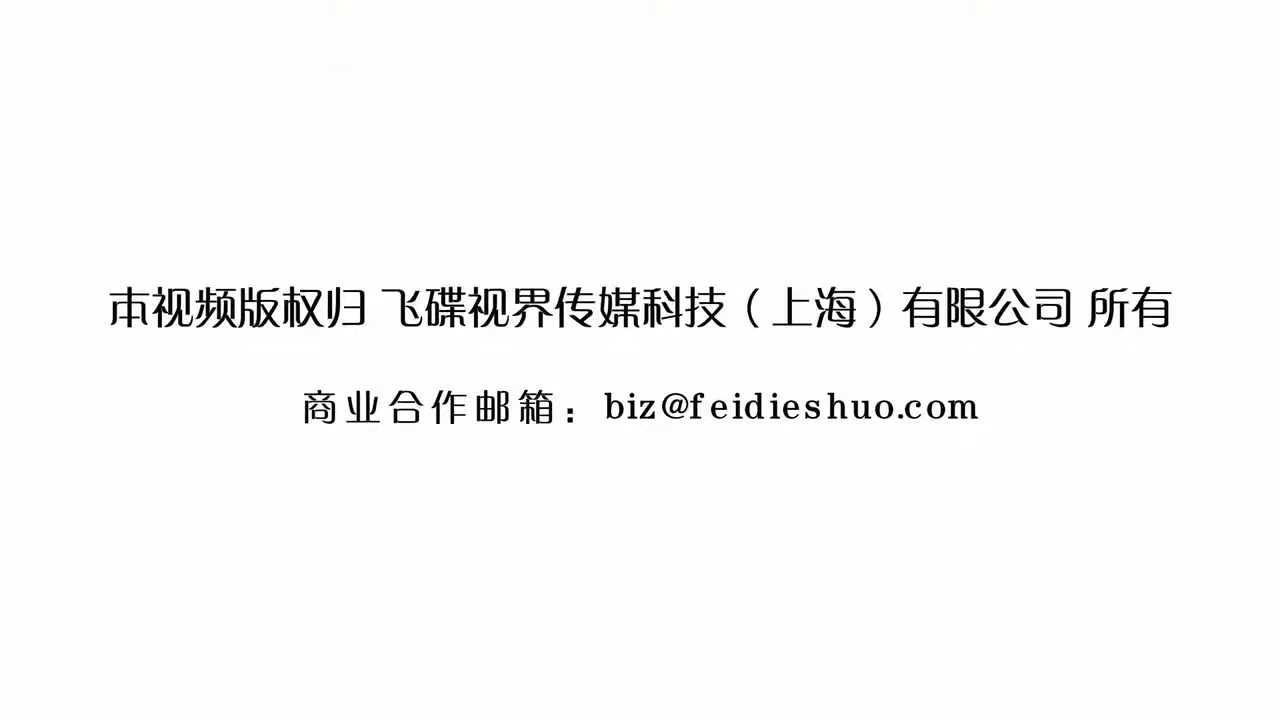 本视频版权归 飞碟视界传媒科技（上海）有限公司 所有
商业合作邮箱：biz@feidieshuo.com